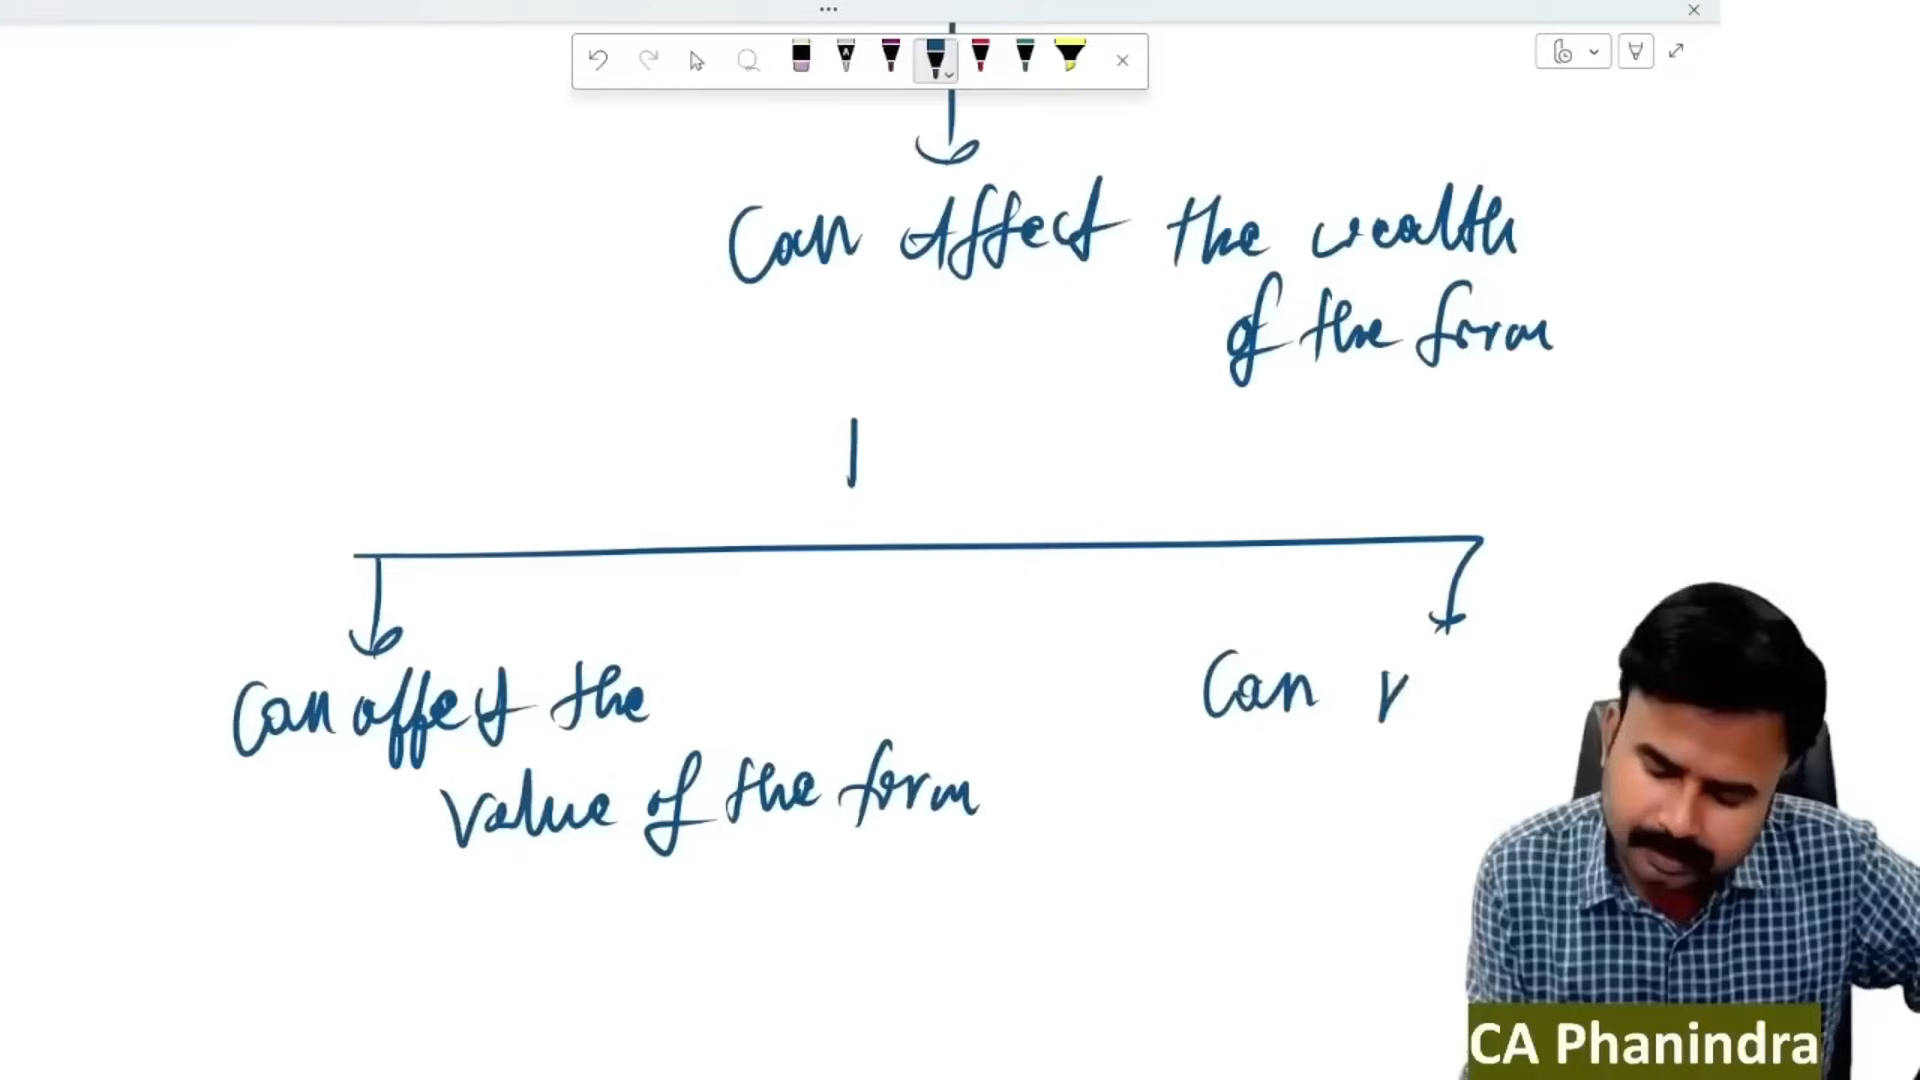 Can Affect the wealth
of the firm
Can affect the
value of the firm
Can
CA Phanindra